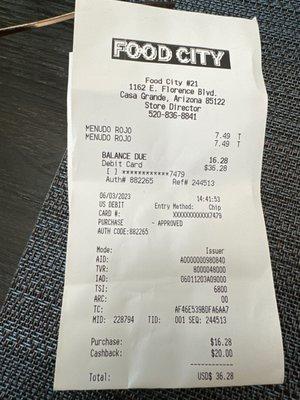 FOOD CITY
Food City #21
1162 E. Florence Blvd.
Casa Grande, Arizona 85122
Store Director
520-836-8841
MENUDO ROJO 7.49 T
MENUDO ROJO 7.49 T
BALANCE DUE 16.28
Debit Card $36.28
[ ] ************7479
Auth# 882265 Ref# 244513
06/03/2023 14:41:53
US DEBIT Entry Method: Chip
CARD #: XXXXXXXXXXXX7479
PURCHASE - APPROVED
AUTH CODE:882265
Mode: Issuer
AID: A0000000980840
TVR: 8000048000
IAD: 06011203A09000
TSI: 6800
ARC: 00
TC: AF46E539BDFA6AA7
MID: 228794 TID: 001 SEQ: 244513
Purchase: $16.28
Cashback: $20.00
Total: USD$ 36.28